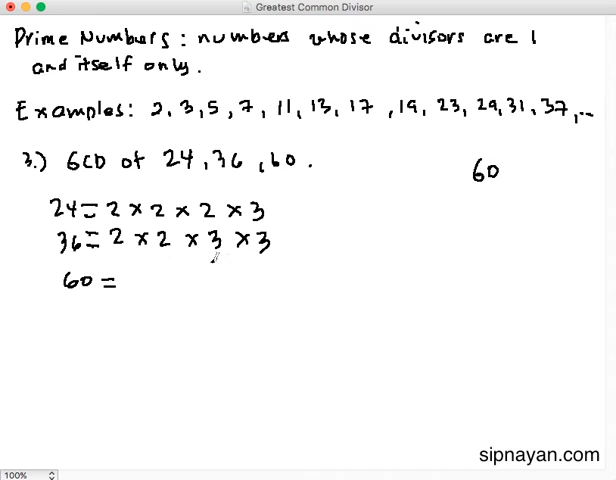 Greatest Common Divisor
Prime Numburs: numbers whose divisors are 1
and itself only.
Examples: 2, 3, 5, 7, 11, 13, 17, 19, 23, 29, 31, 37, ...
3.) GCD of 24, 36, 60.
60
24 = 2 × 2 × 2 × 3
36 = 2 × 2 × 3 × 3
60 =
sipnayan.com
100%